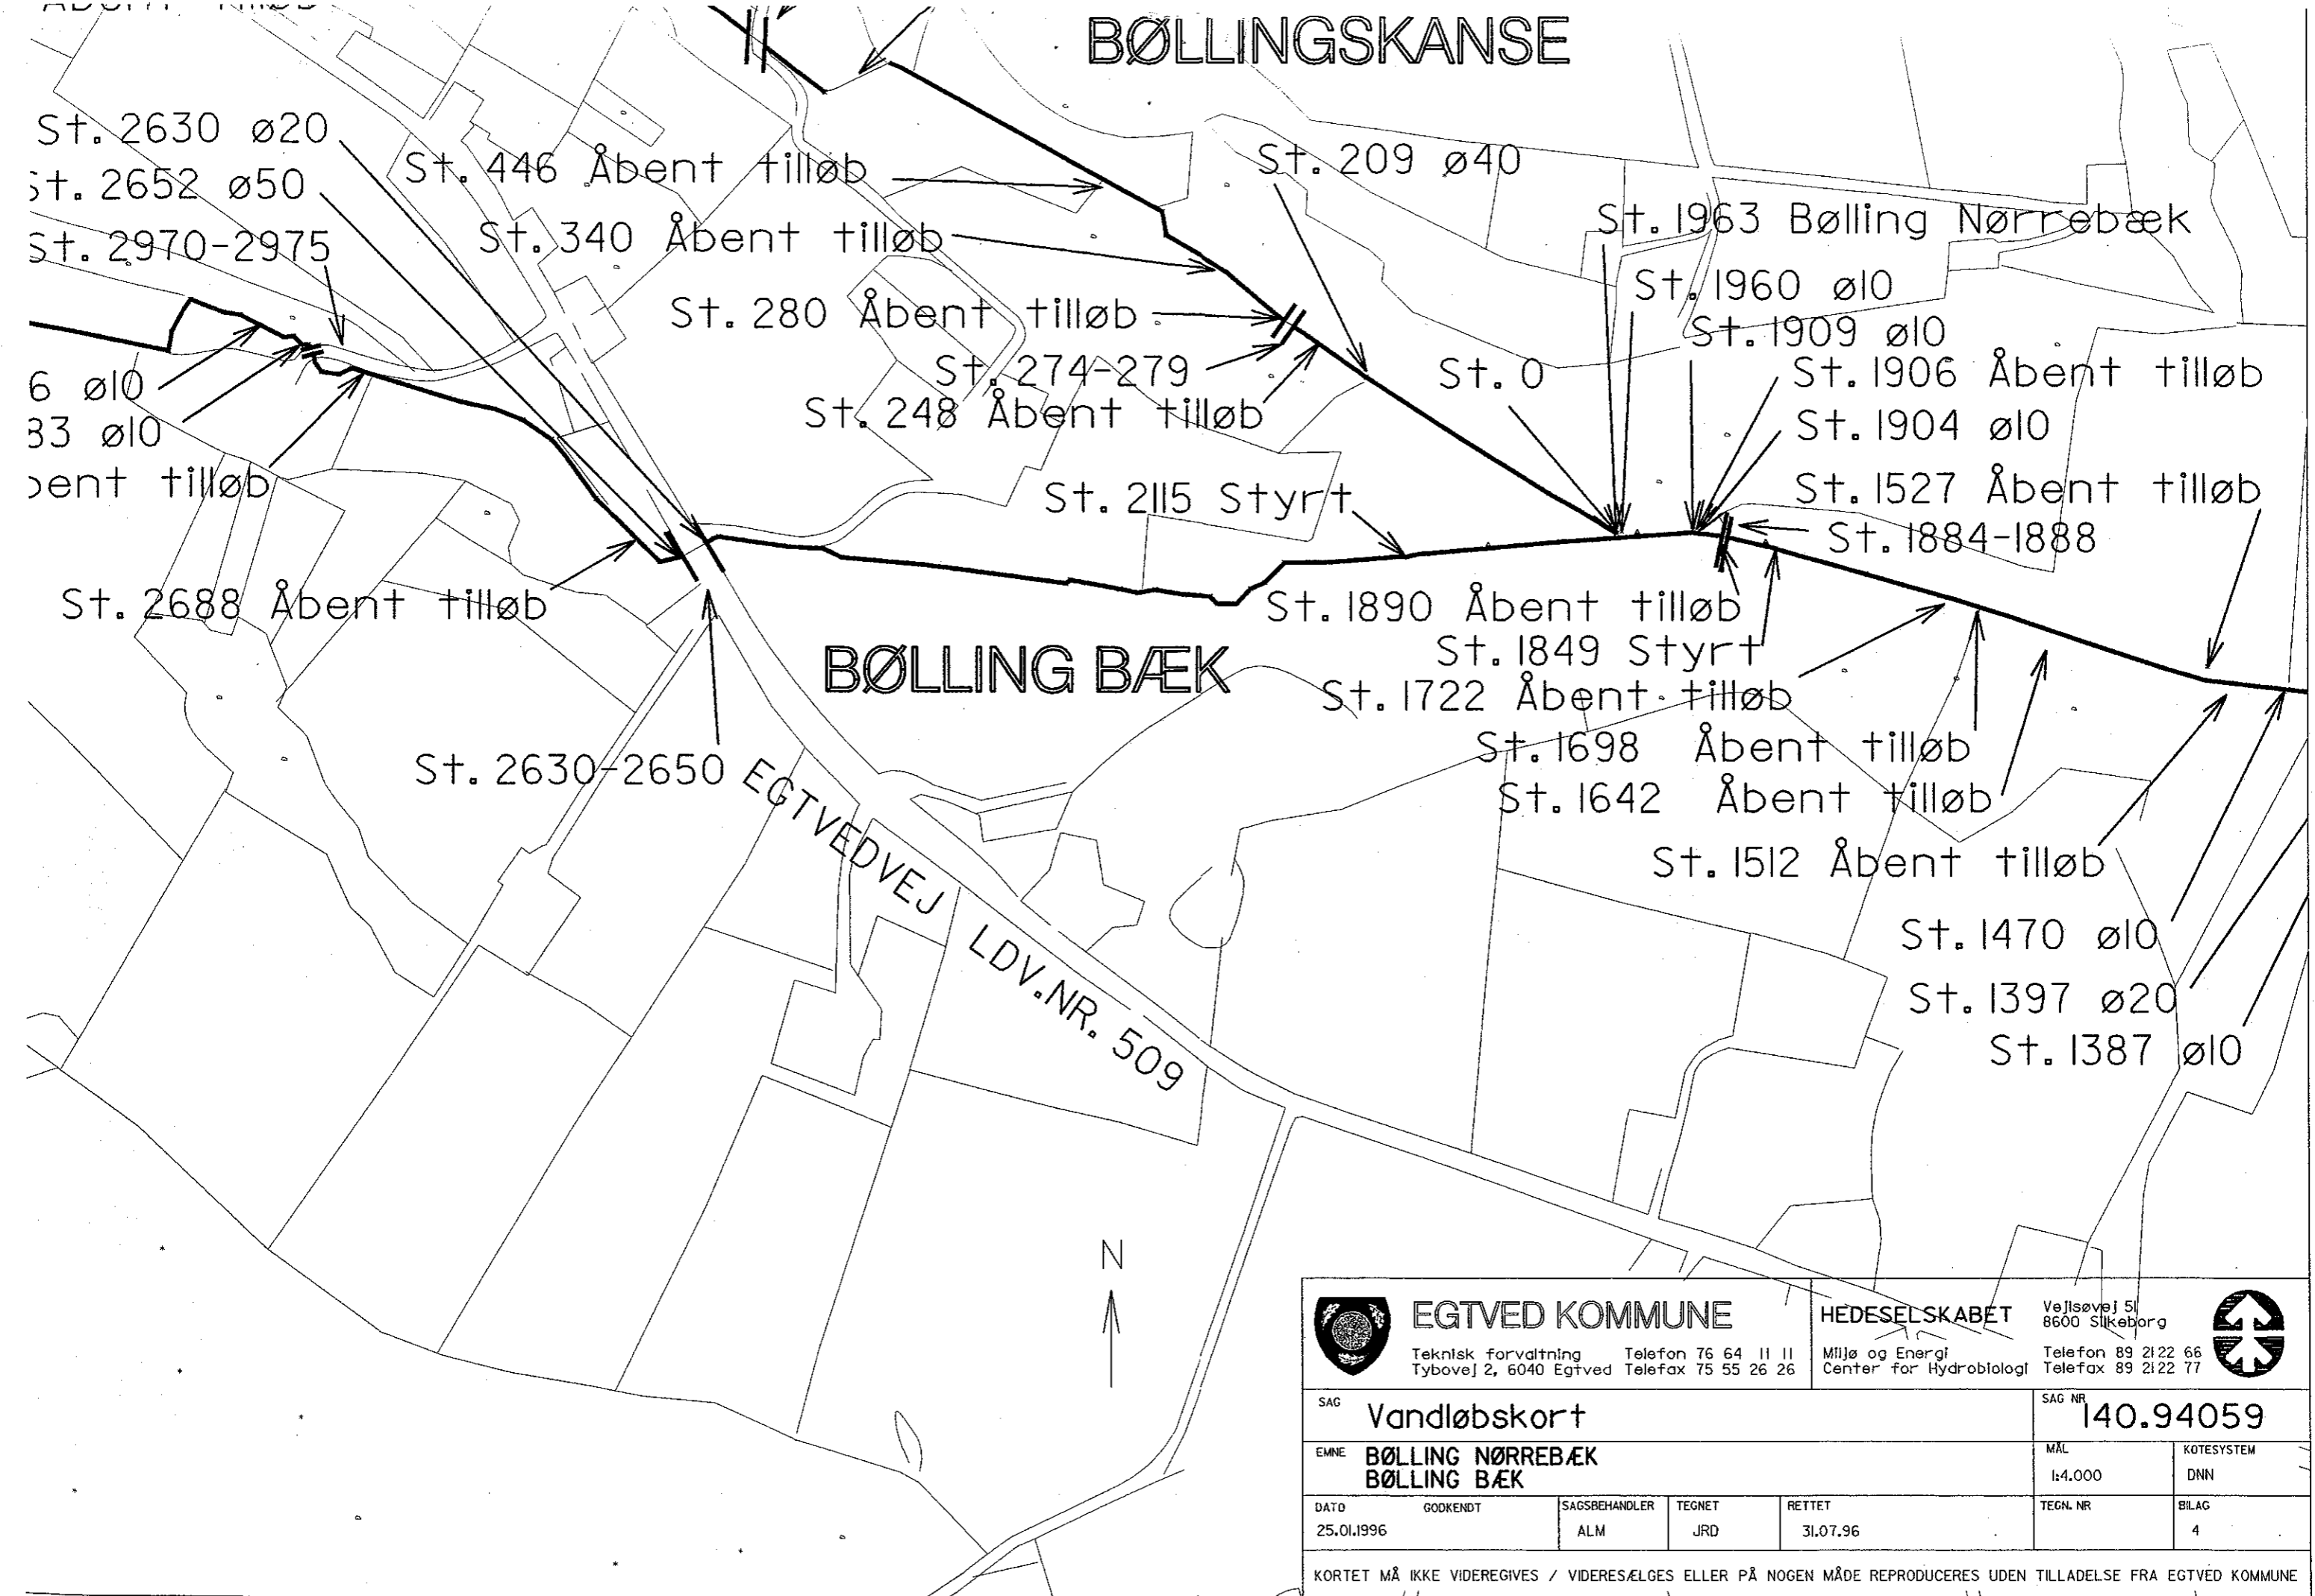 BØLLINGSKANSE
St. 2630 ø20
St. 446 Åbent tilløb
St. 209 ø40
St. 2652 ø50
St. 1963 Bølling Nørrebæk
St. 2970-2975
St. 340 Åbent tilløb
St. 1960 ø10
St. 280 Åbent tilløb
St. 1909 ø10
St. 274-279
St. 0
St. 1906 Åbent tilløb
6 ø10
St. 248 Åbent tilløb
St. 1904 ø10
83 ø10
bent tilløb
St. 2115 Styrt
St. 1527 Åbent tilløb
St. 1884-1888
St. 2688 Åbent tilløb
St. 1890 Åbent tilløb
BØLLING BÆK
St. 1849 Styrt
St. 1722 Åbent tilløb
St. 1698 Åbent tilløb
St. 2630-2650
St. 1642 Åbent tilløb
EGTVEDVEJ LDV.NR. 509
St. 1512 Åbent tilløb
St. 1470 ø10
St. 1397 ø20
St. 1387 ø10
N
EGTVED KOMMUNE
Teknisk forvaltning Telefon 76 64 11 11
Tybovej 2, 6040 Egtved Telefax 75 55 26 26
HEDESELSKABET
Miljø og Energi
Center for Hydrobiologi
Vejlsøvej 51
8600 Silkeborg
Telefon 89 21 22 66
Telefax 89 21 22 77
SAG Vandløbskort
SAG NR 140.94059
EMNE BØLLING NØRREBÆK
BØLLING BÆK
MÅL
1:4.000
KOTESYSTEM
DNN
DATO GODKENDT SAGSBEHANDLER TEGNET RETTET TEGN. NR BILAG
25.01.1996 ALM JRD 31.07.96 4
KORTET MÅ IKKE VIDEREGIVES / VIDERESÆLGES ELLER PÅ NOGEN MÅDE REPRODUCERES UDEN TILLADELSE FRA EGTVED KOMMUNE